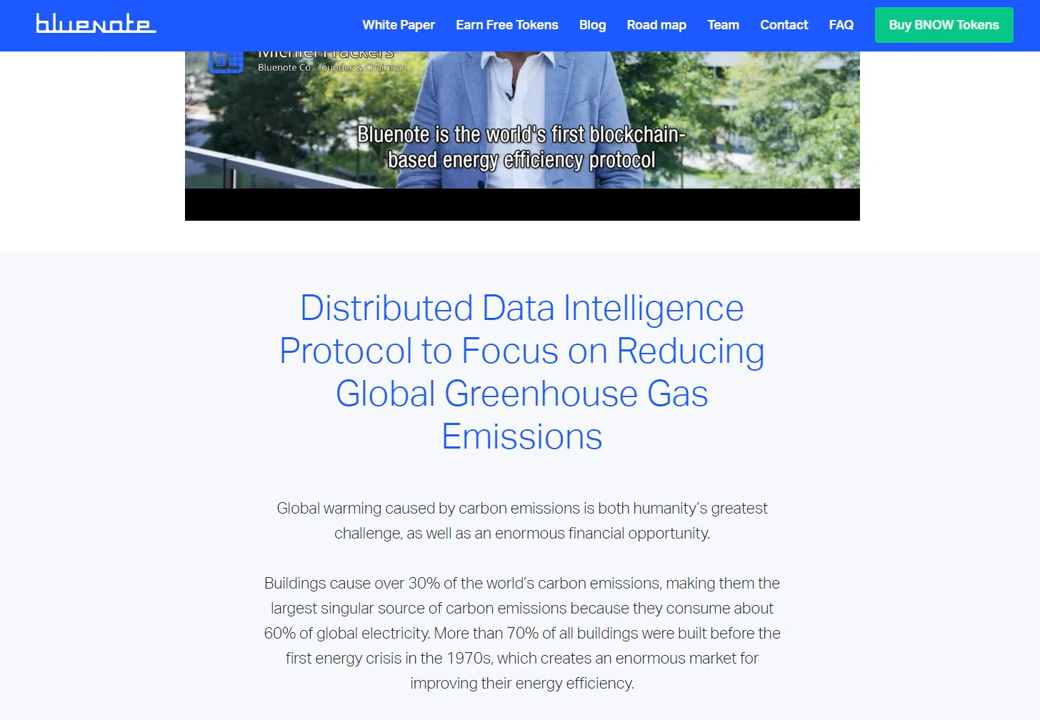 bluenote White Paper Earn Free Tokens Blog Road map Team Contact FAQ Buy BNOW Tokens
Bluenote Co - founder & Chairman
Bluenote is the world's first blockchain-
based energy efficiency protocol
Distributed Data Intelligence
Protocol to Focus on Reducing
Global Greenhouse Gas
Emissions
Global warming caused by carbon emissions is both humanity’s greatest
challenge, as well as an enormous financial opportunity.
Buildings cause over 30% of the world’s carbon emissions, making them the
largest singular source of carbon emissions because they consume about
60% of global electricity. More than 70% of all buildings were built before the
first energy crisis in the 1970s, which creates an enormous market for
improving their energy efficiency.